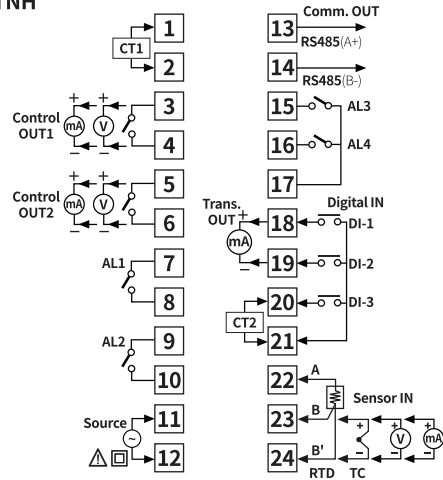 TNH
1
CT1
2
3
Control
OUT1
+
mA
−
+
V
−
4
5
Control
OUT2
+
mA
−
+
V
−
6
7
AL1
8
9
AL2
10
11
Source
~
12
Comm. OUT
13
RS485(A+)
14
RS485(B-)
15
AL3
16
AL4
17
Digital IN
Trans.
OUT
+
mA
−
18
DI-1
19
DI-2
20
DI-3
CT2
21
22
A
Sensor IN
23
B
+
−
+
V
−
+
mA
−
24
B'
RTD
TC